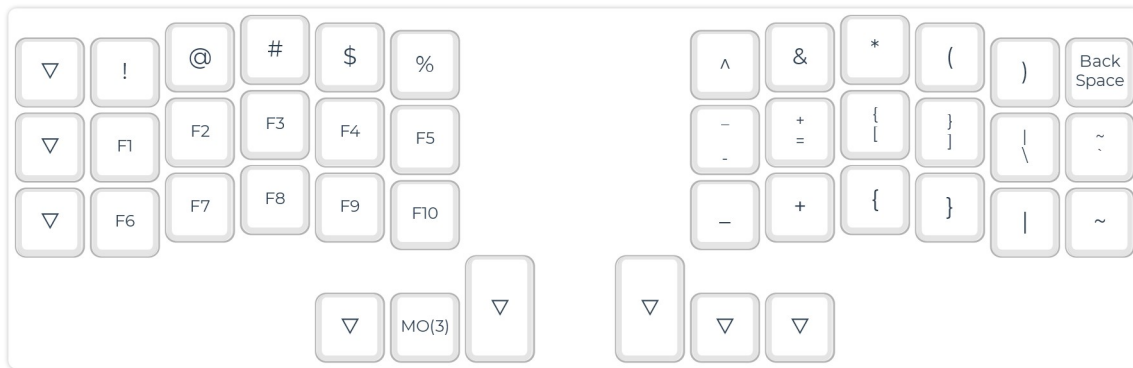 ▽ ! @ # $ % ^ & * ( ) Back Space
▽ F1 F2 F3 F4 F5 _ - + = { [ } ] | \ ~ `
▽ F6 F7 F8 F9 F10 _ + { } | ~
▽ MO(3) ▽ ▽ ▽ ▽